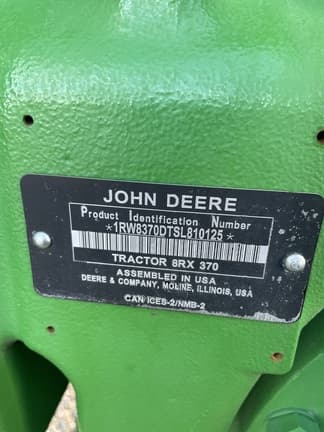 JOHN DEERE
Product Identification Number
*1RW8370DTSL810125*
TRACTOR 8RX 370
ASSEMBLED IN USA
DEERE & COMPANY, MOLINE, ILLINOIS, USA
CAN ICES-2/NMB-2